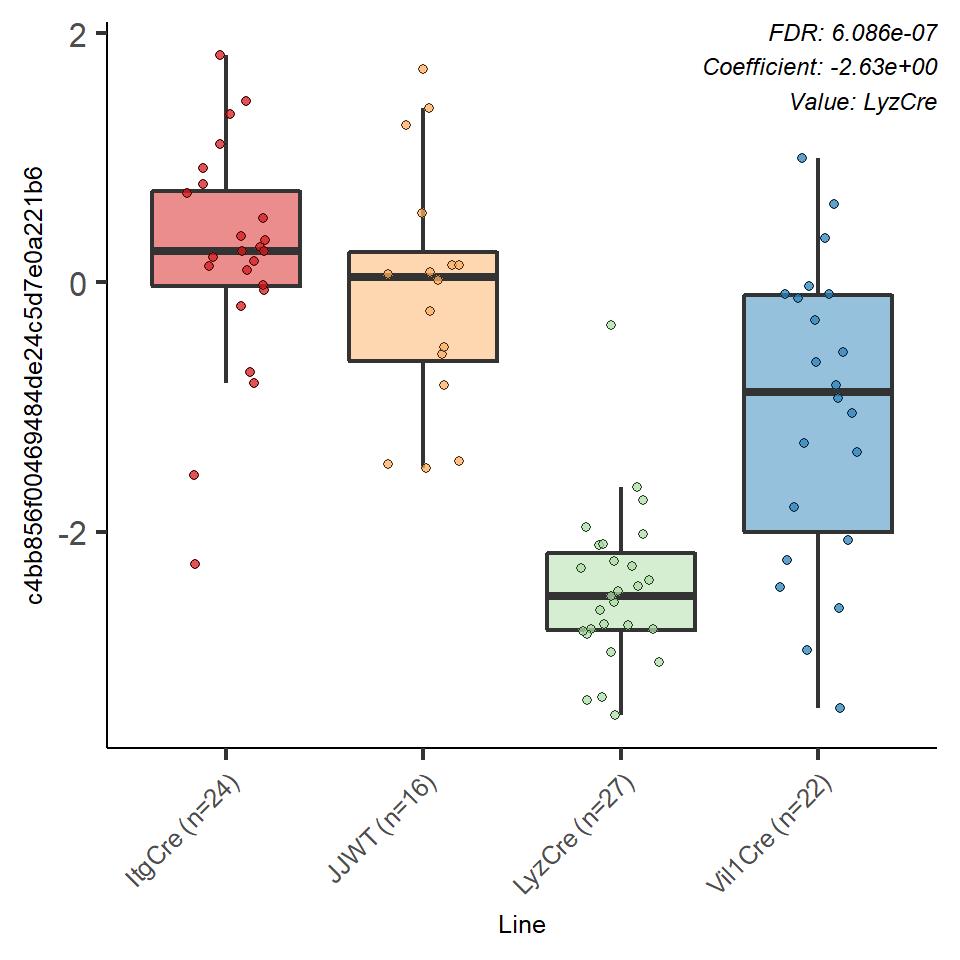 FDR: 6.086e-07
Coefficient: -2.63e+00
Value: LyzCre
c4bb856f00469484de24c5d7e0a221b6
2
0
-2
ItgCre (n=24)
JJWT (n=16)
LyzCre (n=27)
Vil1Cre (n=22)
Line